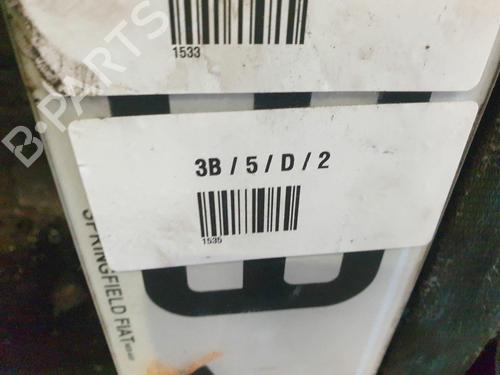 1533
B-PARTS
3B / 5 / D / 2
1535
SPRINGFIELD FIAT